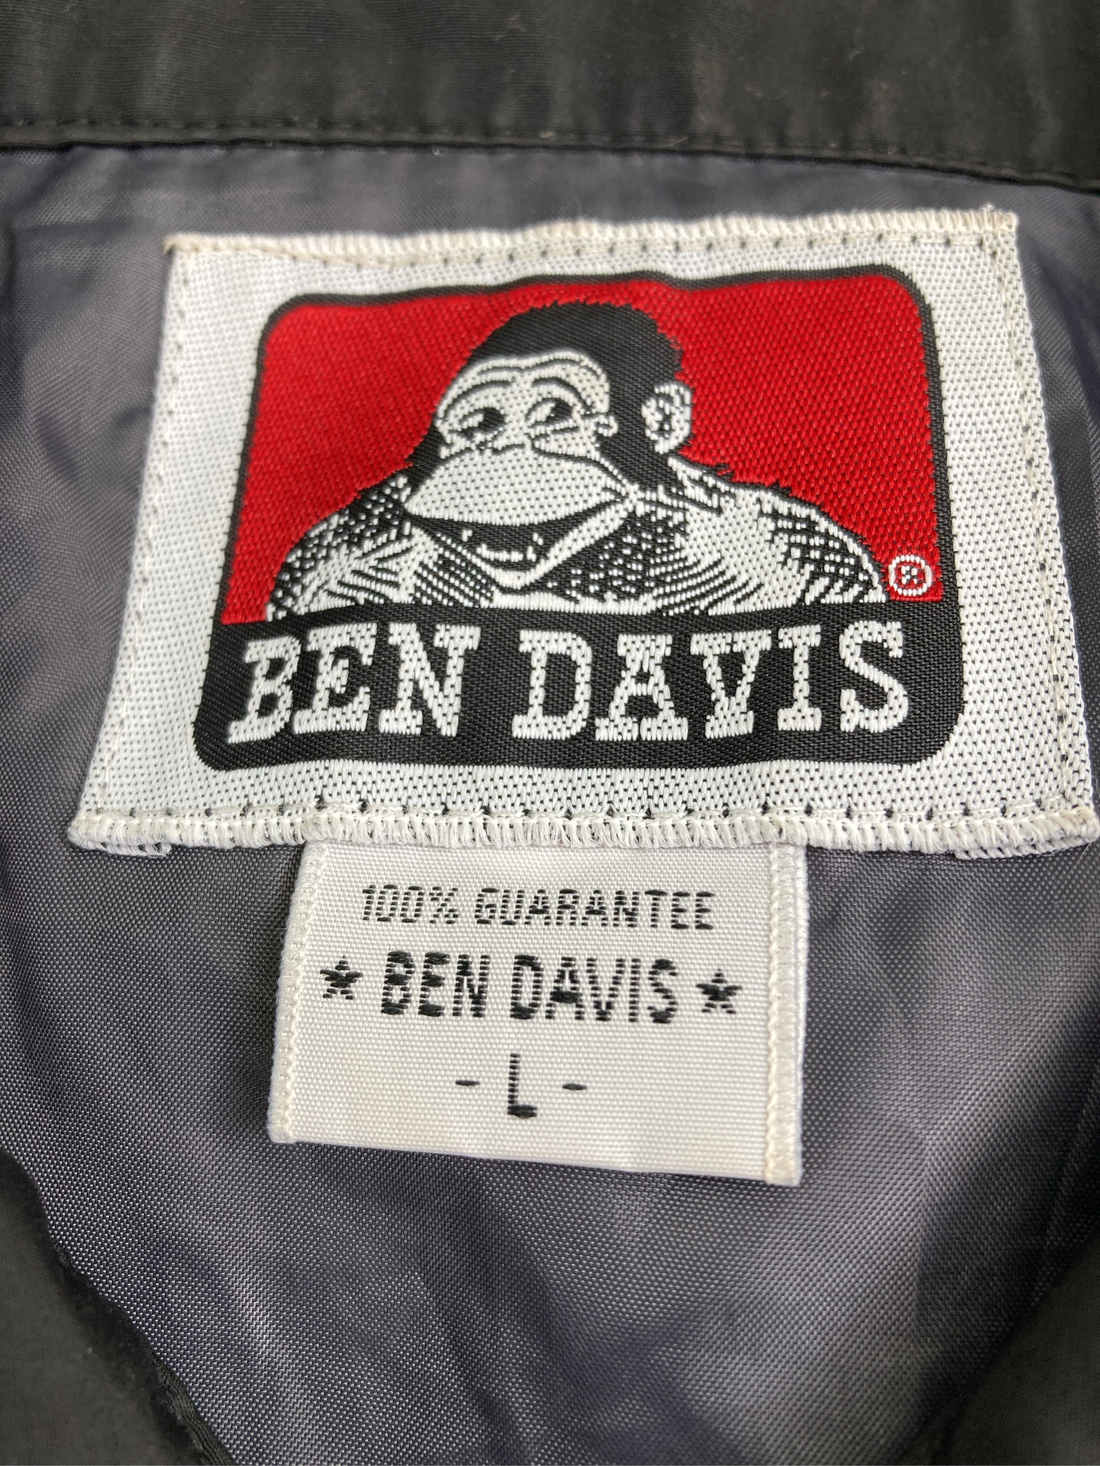 ®
BEN DAVIS
100% GUARANTEE
★ BEN DAVIS ★
- L -